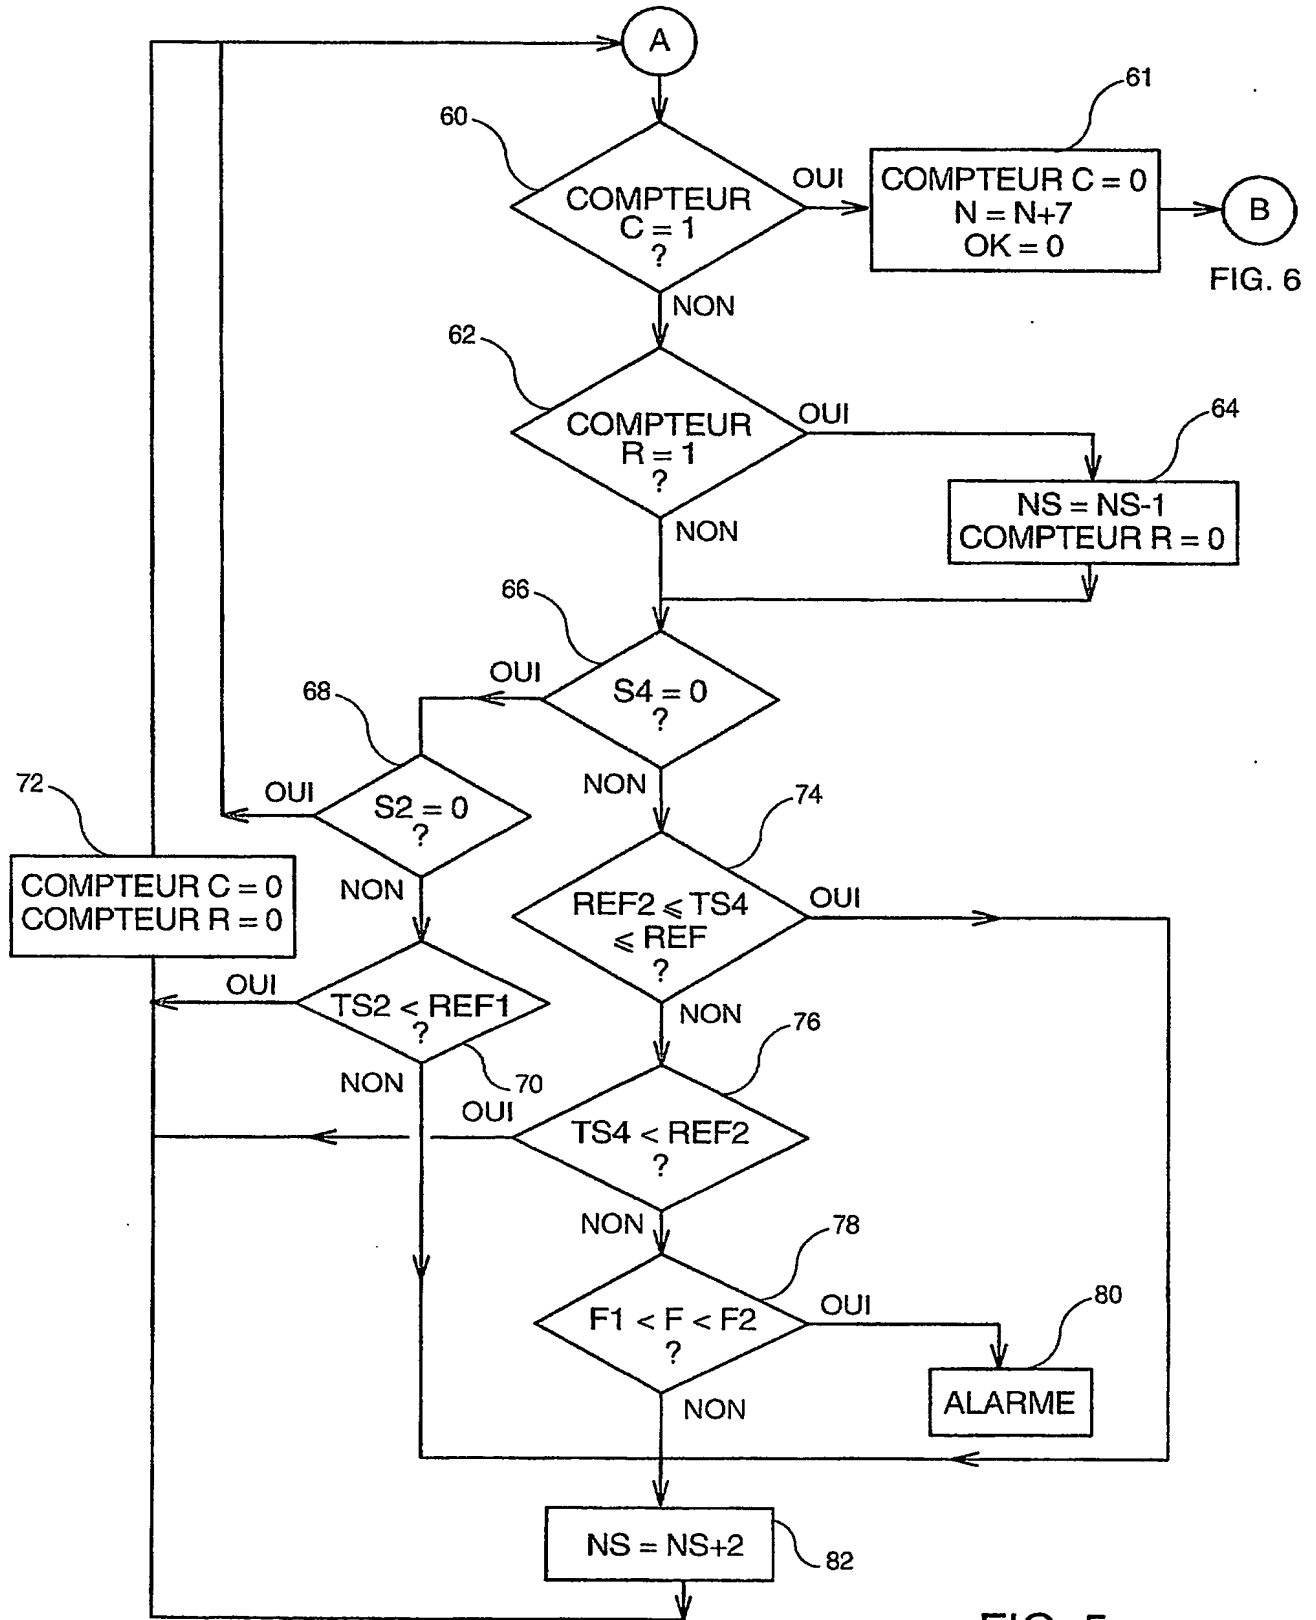 A
61
60
OUI
COMPTEUR C = 0
N = N+7
OK = 0
B
COMPTEUR
C = 1
?
FIG. 6
NON
62
OUI
64
COMPTEUR
R = 1
?
NS = NS-1
COMPTEUR R = 0
NON
66
OUI
68
S4 = 0
?
72
OUI
NON
74
S2 = 0
?
COMPTEUR C = 0
COMPTEUR R = 0
NON
REF2 ⩽ TS4
⩽ REF
?
OUI
OUI
TS2 < REF1
?
NON
76
NON
70
OUI
TS4 < REF2
?
NON
78
F1 < F < F2
?
OUI
80
ALARME
NON
NS = NS+2
82
FIG. 5